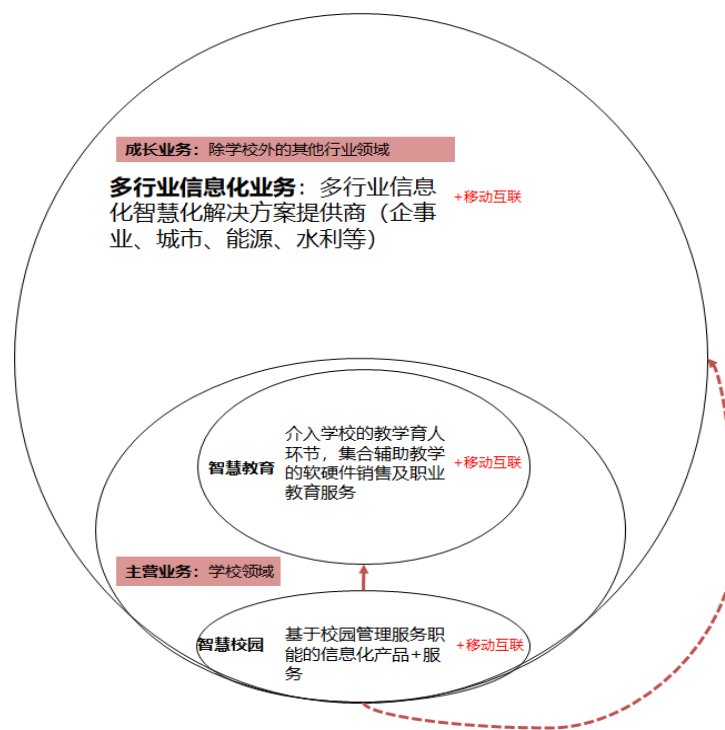 成长业务：除学校外的其他行业领域
多行业信息化业务：多行业信息
化智慧化解决方案提供商（企事
业、城市、能源、水利等）
+移动互联
介入学校的教学育人
环节，集合辅助教学
的软硬件销售及职业
教育服务
智慧教育
+移动互联
主营业务：学校领域
智慧校园
基于校园管理服务职
能的信息化产品+服
务
+移动互联